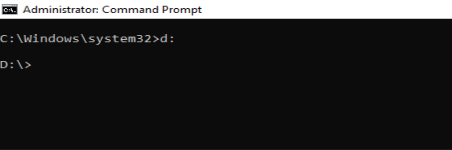 Administrator: Command Prompt
C:\Windows\system32>d:
D:\>